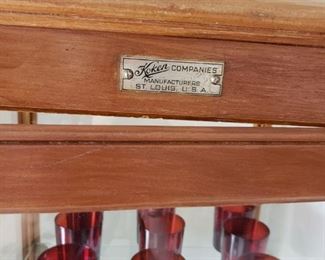 Koken COMPANIES
MANUFACTURERS
ST. LOUIS, U.S.A.